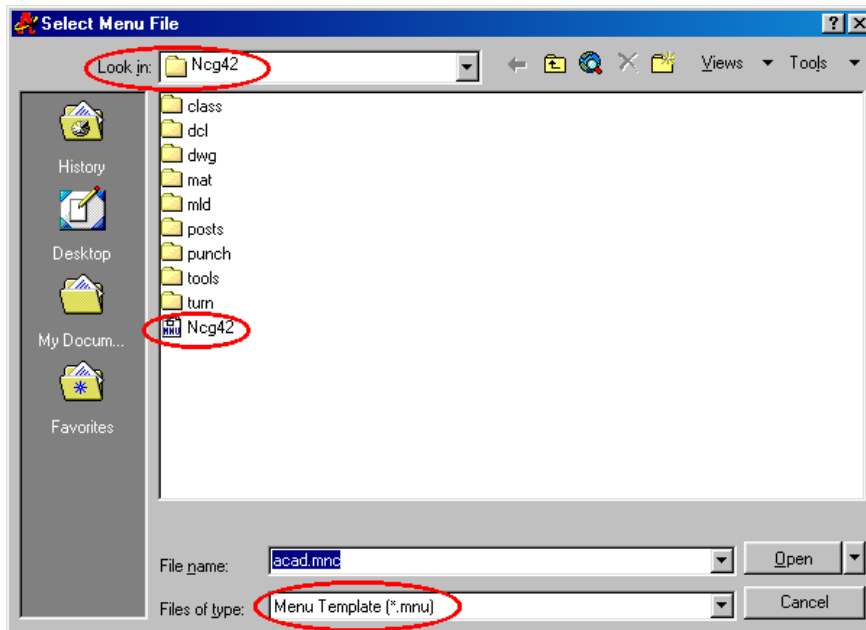 Select Menu File
Look in: Ncg42
Views Tools
class
dcl
dwg
mat
mld
posts
punch
tools
turn
Ncg42
History
Desktop
My Docum...
Favorites
File name: acad.mnc Open
Files of type: Menu Template (*.mnu) Cancel